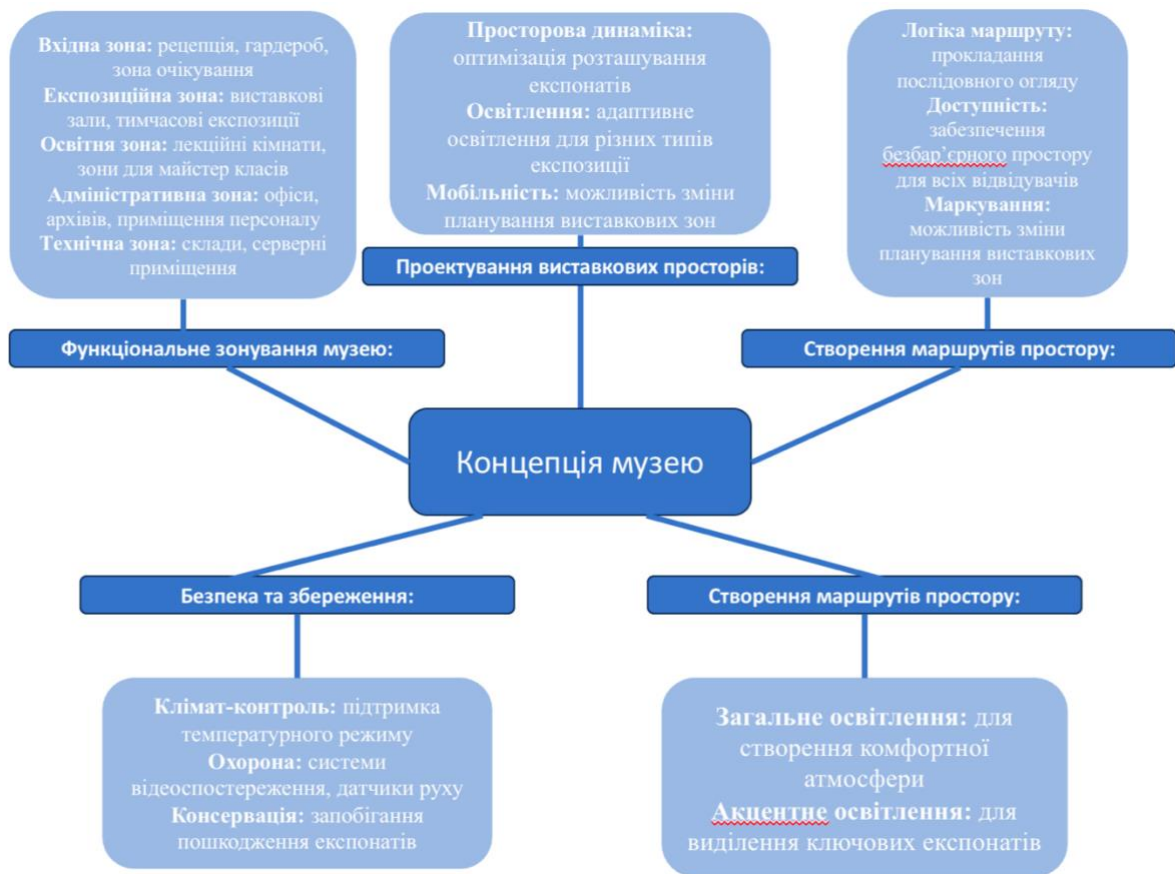 Вхідна зона: рецепція, гардероб,
зона очікування
Експозиційна зона: виставкові
зали, тимчасові експозиції
Освітня зона: лекційні кімнати,
зони для майстер класів
Адміністративна зона: офіси,
архівів, приміщення персоналу
Технічна зона: склади, серверні
приміщення
Функціональне зонування музею:
Просторова динаміка:
оптимізація розташування
експонатів
Освітлення: адаптивне
освітлення для різних типів
експозиції
Мобільність: можливість зміни
планування виставкових зон
Проектування виставкових просторів:
Логіка маршруту:
прокладання
послідовного огляду
Доступність:
забезпечення
безбар’єрного простору
для всіх відвідувачів
Маркування:
можливість зміни
планування виставкових
зон
Створення маршрутів простору:
Концепція музею
Безпека та збереження:
Клімат-контроль: підтримка
температурного режиму
Охорона: системи
відеоспостереження, датчики руху
Консервація: запобігання
пошкодження експонатів
Створення маршрутів простору:
Загальне освітлення: для
створення комфортної
атмосфери
Акцентне освітлення: для
виділення ключових експонатів